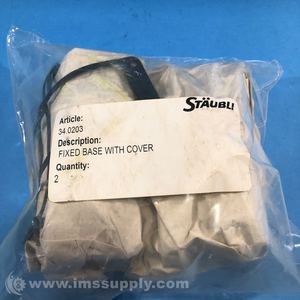 STÄUBLI
Article:
34.0203
Description:
FIXED BASE WITH COVER
Quantity:
2
© www.imssupply.com